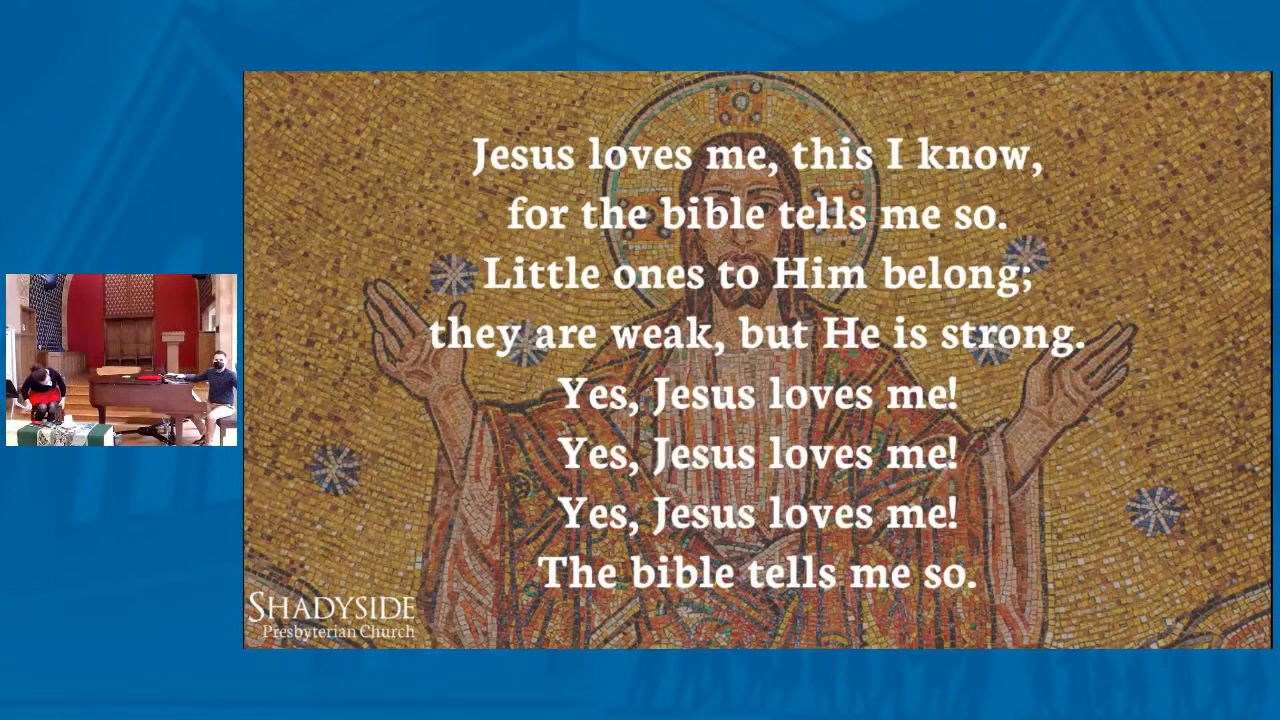 Jesus loves me, this I know,
for the bible tells me so.
Little ones to Him belong;
they are weak, but He is strong.
Yes, Jesus loves me!
Yes, Jesus loves me!
Yes, Jesus loves me!
The bible tells me so.
SHADYSIDE
Presbyterian Church